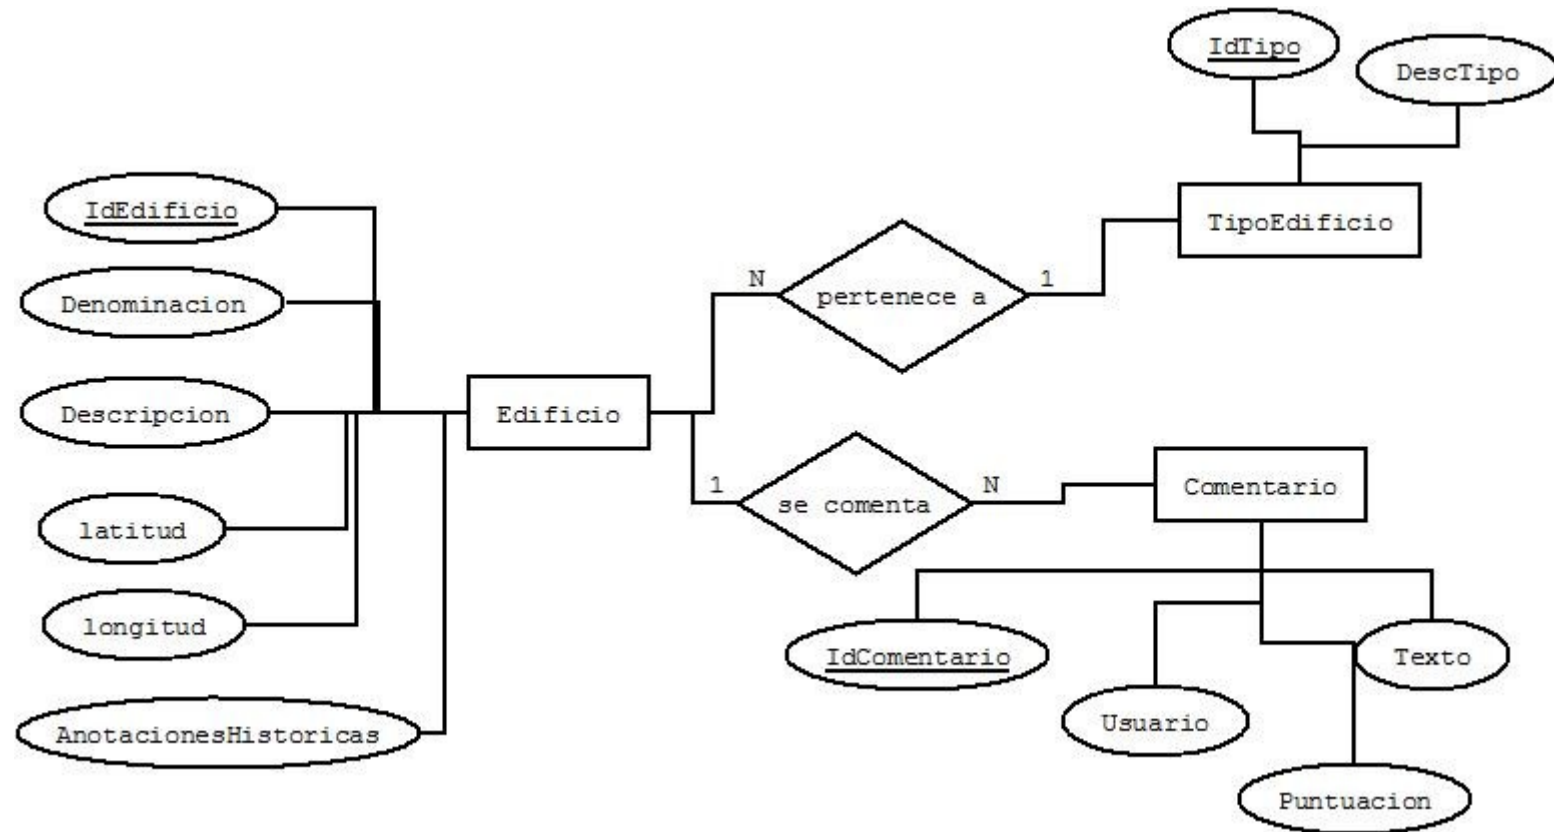 IdTipo
DescTipo
IdEdificio
TipoEdificio
Denominacion
N
pertenece a
1
Descripcion
Edificio
1
se comenta
N
Comentario
latitud
longitud
IdComentario
Texto
Usuario
AnotacionesHistoricas
Puntuacion